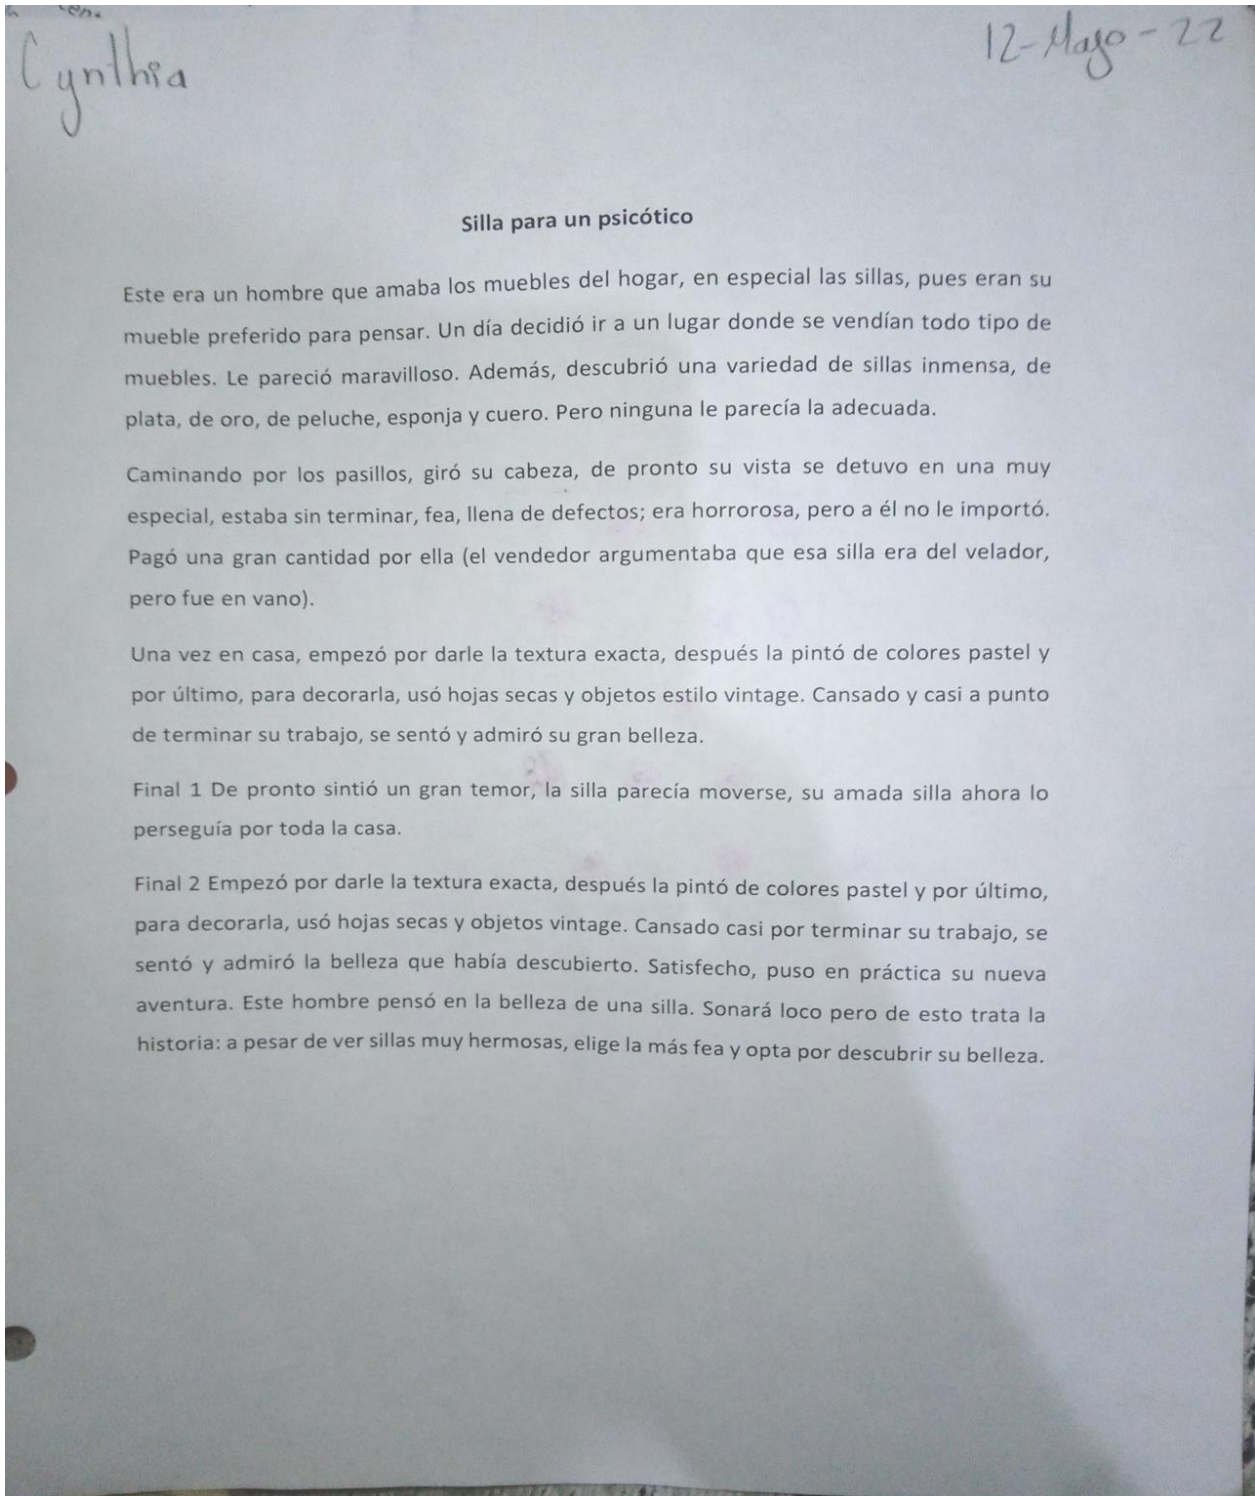 Cynthia
12-Mayo-22
Silla para un psicótico
Este era un hombre que amaba los muebles del hogar, en especial las sillas, pues eran su
mueble preferido para pensar. Un día decidió ir a un lugar donde se vendían todo tipo de
muebles. Le pareció maravilloso. Además, descubrió una variedad de sillas inmensa, de
plata, de oro, de peluche, esponja y cuero. Pero ninguna le parecía la adecuada.
Caminando por los pasillos, giró su cabeza, de pronto su vista se detuvo en una muy
especial, estaba sin terminar, fea, llena de defectos; era horrorosa, pero a él no le importó.
Pagó una gran cantidad por ella (el vendedor argumentaba que esa silla era del velador,
pero fue en vano).
Una vez en casa, empezó por darle la textura exacta, después la pintó de colores pastel y
por último, para decorarla, usó hojas secas y objetos estilo vintage. Cansado y casi a punto
de terminar su trabajo, se sentó y admiró su gran belleza.
Final 1 De pronto sintió un gran temor, la silla parecía moverse, su amada silla ahora lo
perseguía por toda la casa.
Final 2 Empezó por darle la textura exacta, después la pintó de colores pastel y por último,
para decorarla, usó hojas secas y objetos vintage. Cansado casi por terminar su trabajo, se
sentó y admiró la belleza que había descubierto. Satisfecho, puso en práctica su nueva
aventura. Este hombre pensó en la belleza de una silla. Sonará loco pero de esto trata la
historia: a pesar de ver sillas muy hermosas, elige la más fea y opta por descubrir su belleza.